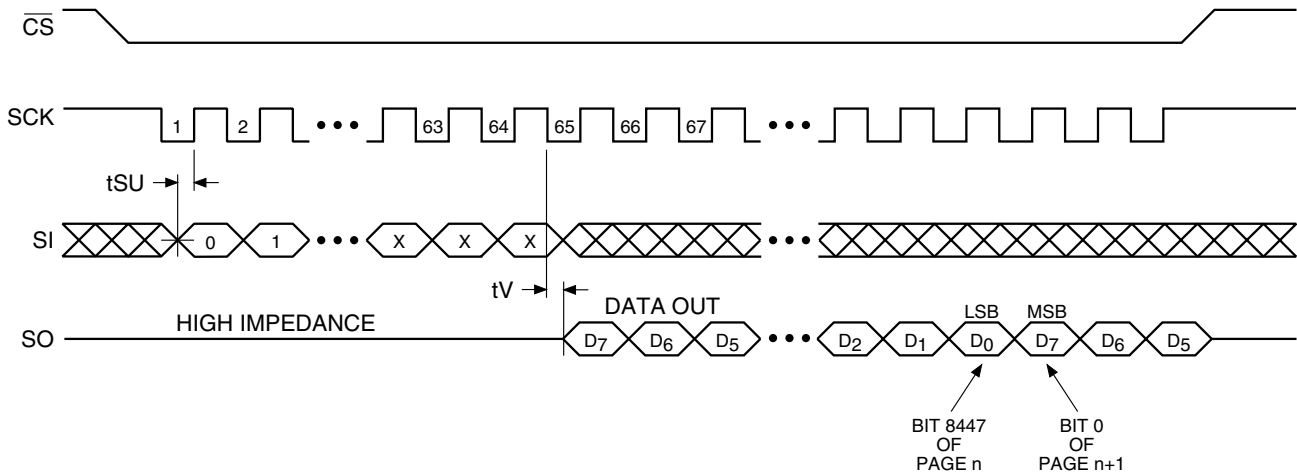 CS
SCK
1 2 ••• 63 64 65 66 67 •••
tSU
SI
0 1 ••• X X X •••
tV
HIGH IMPEDANCE
DATA OUT
LSB MSB
SO
D7 D6 D5 ••• D2 D1 D0 D7 D6 D5
BIT 8447
OF
PAGE n
BIT 0
OF
PAGE n+1